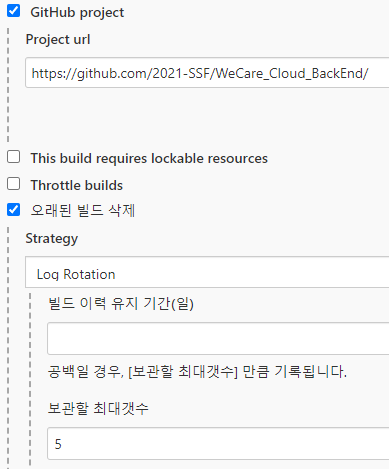 GitHub project
Project url
https://github.com/2021-SSF/WeCare_Cloud_BackEnd/
This build requires lockable resources
Throttle builds
오래된 빌드 삭제
Strategy
Log Rotation
빌드 이력 유지 기간(일)
공백일 경우, [보관할 최대갯수] 만큼 기록됩니다.
보관할 최대갯수
5